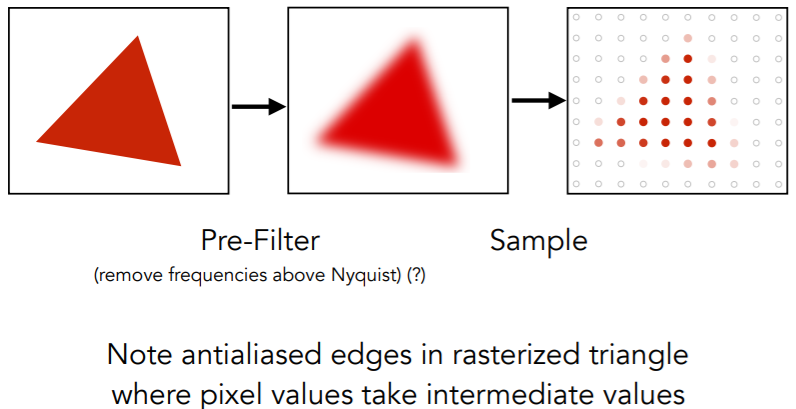 Pre-Filter
Sample
(remove frequencies above Nyquist) (?)
Note antialiased edges in rasterized triangle
where pixel values take intermediate values